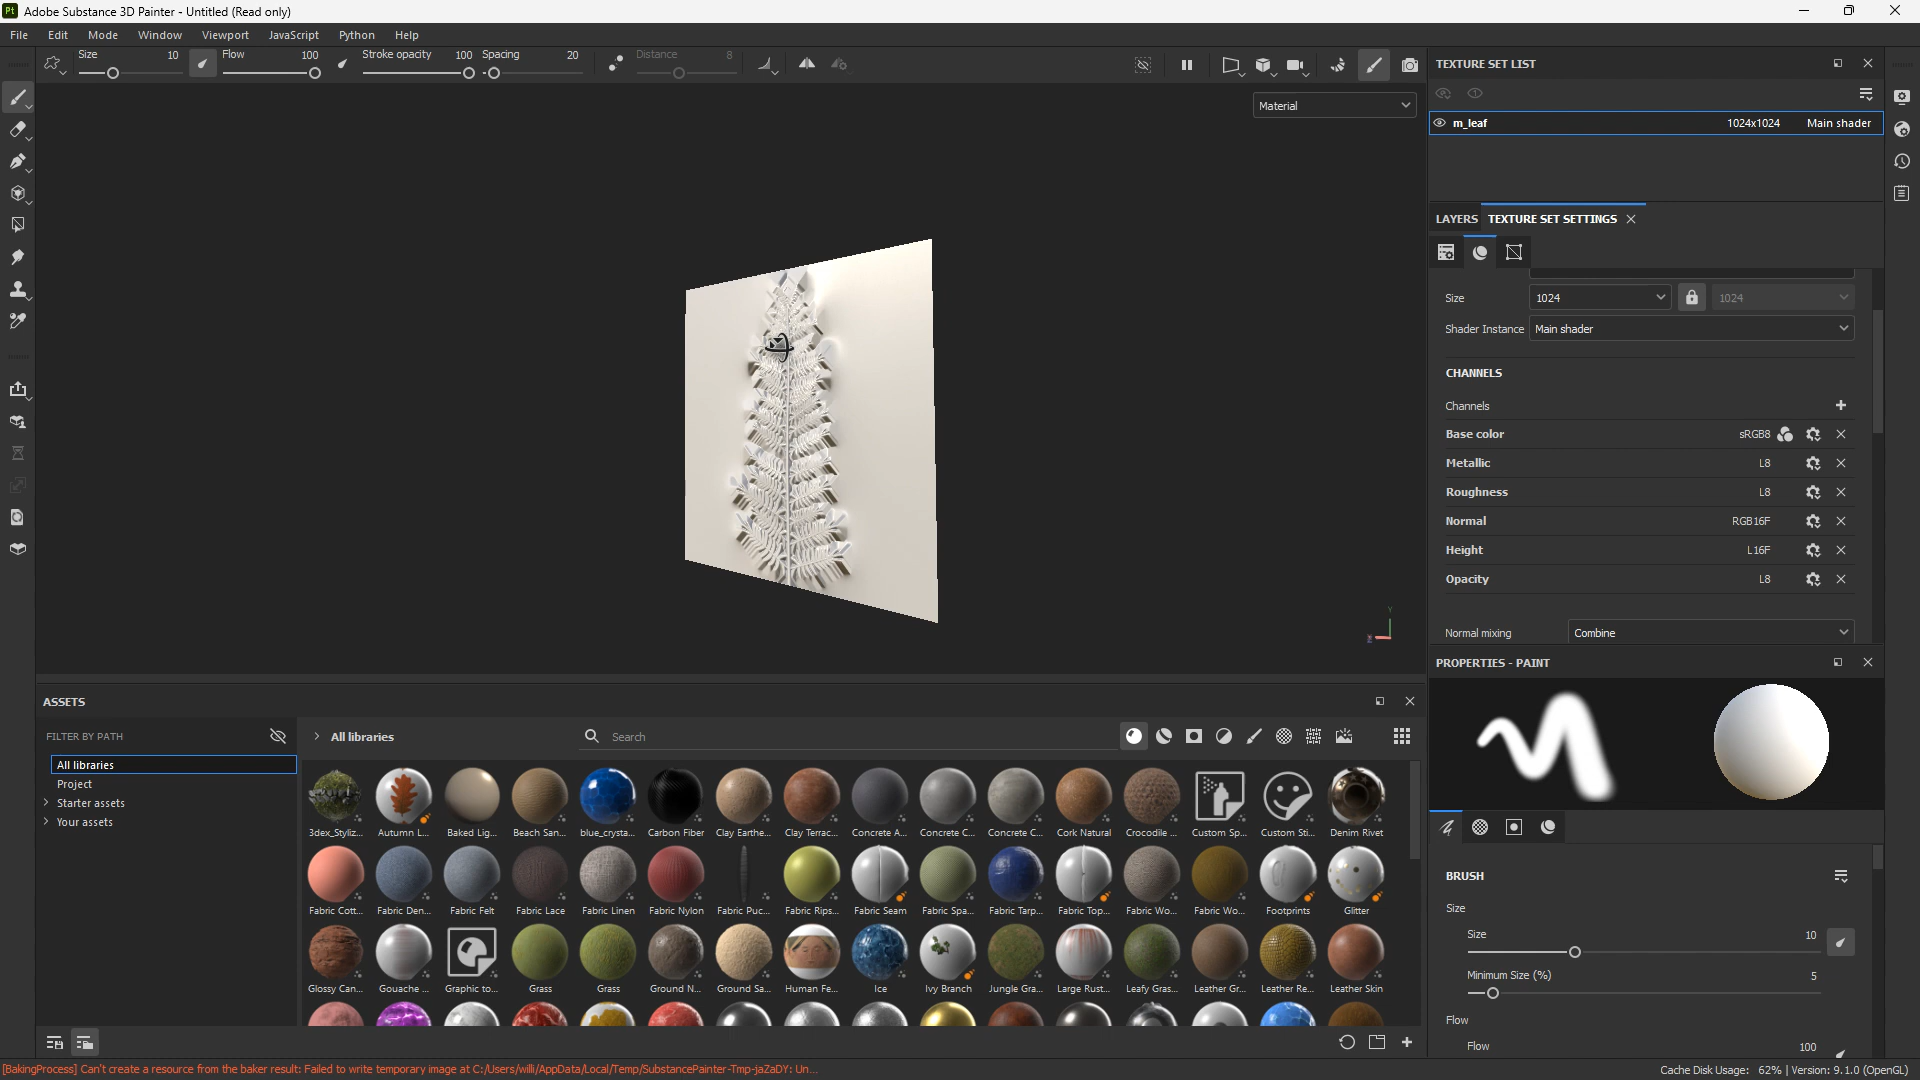 Adobe Substance 3D Painter - Untitled (Read only)
File Edit Mode Window Viewport JavaScript Python Help
Size 10 Flow 100 Stroke opacity 100 Spacing 20 Distance 8
Material
TEXTURE SET LIST
m_leaf 1024x1024 Main shader
LAYERS TEXTURE SET SETTINGS
Size 1024 1024
Shader Instance Main shader
CHANNELS
Channels
Base color sRGB8
Metallic L8
Roughness L8
Normal RGB16F
Height L16F
Opacity L8
Normal mixing Combine
PROPERTIES - PAINT
BRUSH
Size
Size 10
Minimum Size (%) 5
Flow
Flow 100
ASSETS
FILTER BY PATH
All libraries
Project
Starter assets
Your assets
All libraries Search
3dex_Styliz... Autumn L... Baked Lig... Beach San... blue_crysta... Carbon Fiber Clay Earthe... Clay Terrac... Concrete A... Concrete C... Concrete C... Cork Natural Crocodile ... Custom Sp... Custom Sti... Denim Rivet
Fabric Cott... Fabric Den... Fabric Felt Fabric Lace Fabric Linen Fabric Nylon Fabric Puc... Fabric Rips... Fabric Seam Fabric Spa... Fabric Tarp... Fabric Top... Fabric Wo... Fabric Wo... Footprints Glitter
Glossy Can... Gouache ... Graphic to... Grass Grass Ground N... Ground Sa... Human Fe... Ice Ivy Branch Jungle Gra... Large Rust... Leafy Gras... Leather Gr... Leather Re... Leather Skin
[BakingProcess] Can't create a resource from the baker result: Failed to write temporary image at C:/Users/willi/AppData/Local/Temp/SubstancePainter-Tmp-jaZaDY: Un...
Cache Disk Usage: 62% | Version: 9.1.0 (OpenGL)